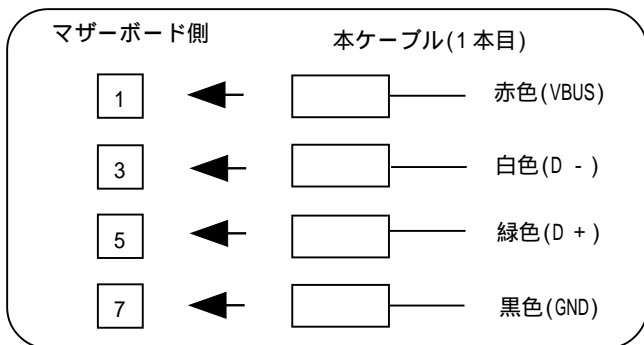 マザーボード側 本ケーブル(1本目)
1 赤色(VBUS)
3 白色(D -)
5 緑色(D +)
7 黒色(GND)